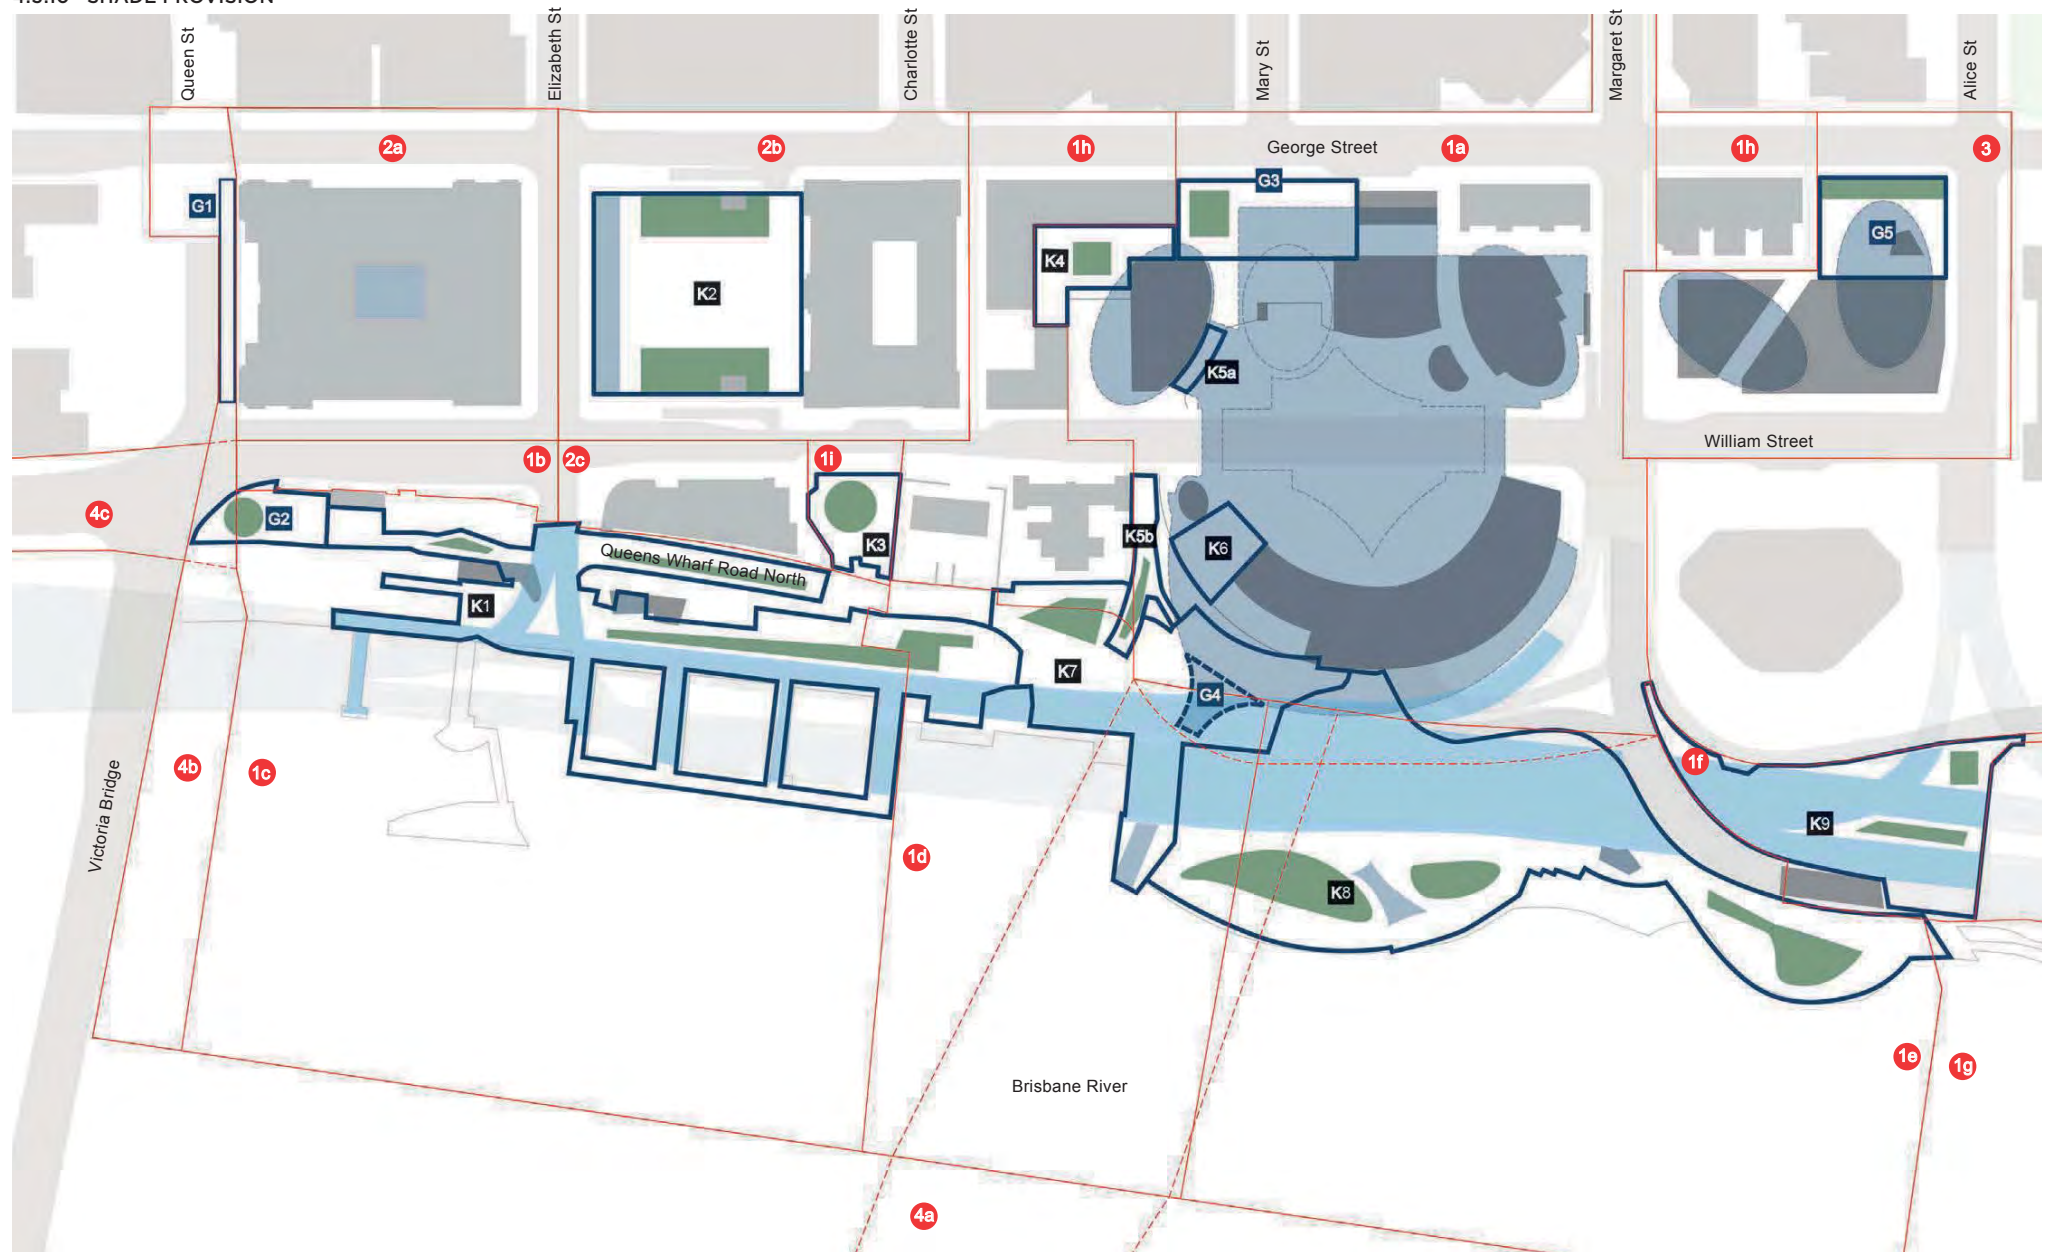 Queen St
Elizabeth St
Charlotte St
Mary St
Margaret St
Alice St
2a
2b
1h
George Street
1a
1h
3
G1
G3
G5
K4
K2
K5a
William Street
1b
2c
1i
4c
G2
K3
K5b
K6
Queens Wharf Road North
K1
K7
G4
4b
1c
1f
Victoria Bridge
K9
1d
K8
Brisbane River
1e
1g
4a